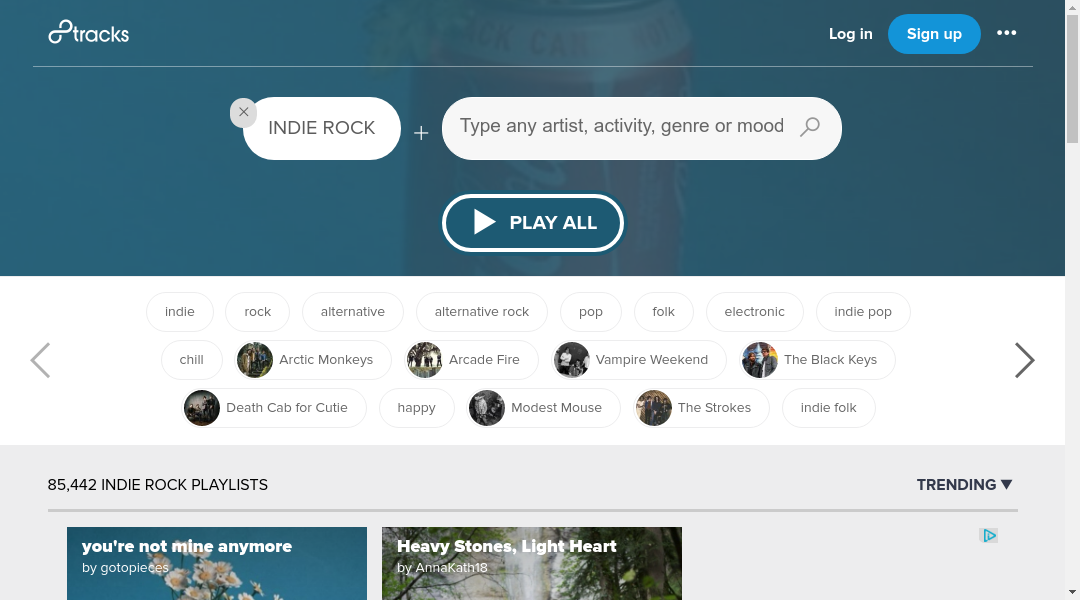 8tracks
Log in
Sign up
•••
INDIE ROCK
+
Type any artist, activity, genre or mood
PLAY ALL
indie
rock
alternative
alternative rock
pop
folk
electronic
indie pop
chill
Arctic Monkeys
Arcade Fire
Vampire Weekend
The Black Keys
Death Cab for Cutie
happy
Modest Mouse
The Strokes
indie folk
85,442 INDIE ROCK PLAYLISTS
TRENDING ▼
you're not mine anymore
by gotopieces
Heavy Stones, Light Heart
by AnnaKath18